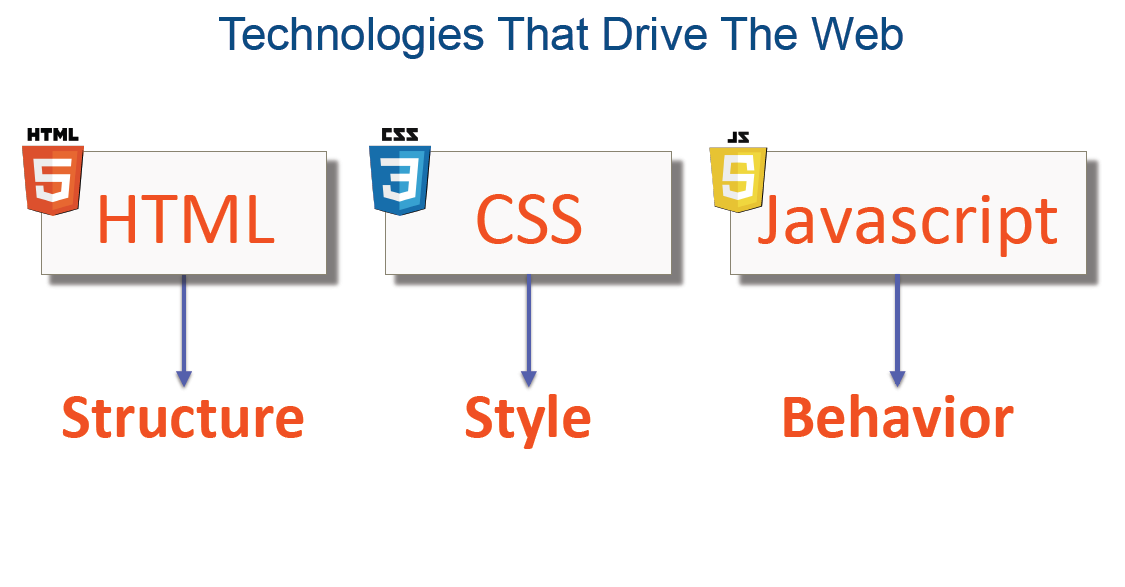 Technologies That Drive The Web
HTML CSS JS
HTML CSS Javascript
Structure Style Behavior